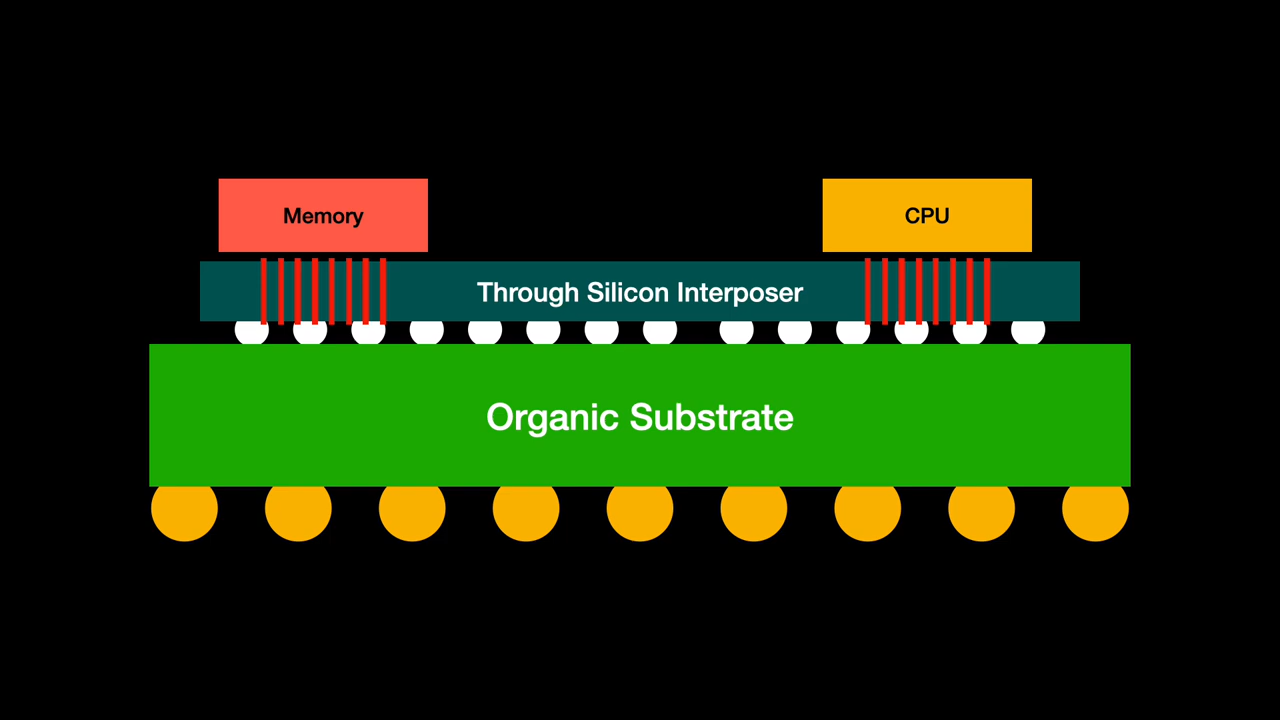 Memory
CPU
Through Silicon Interposer
Organic Substrate